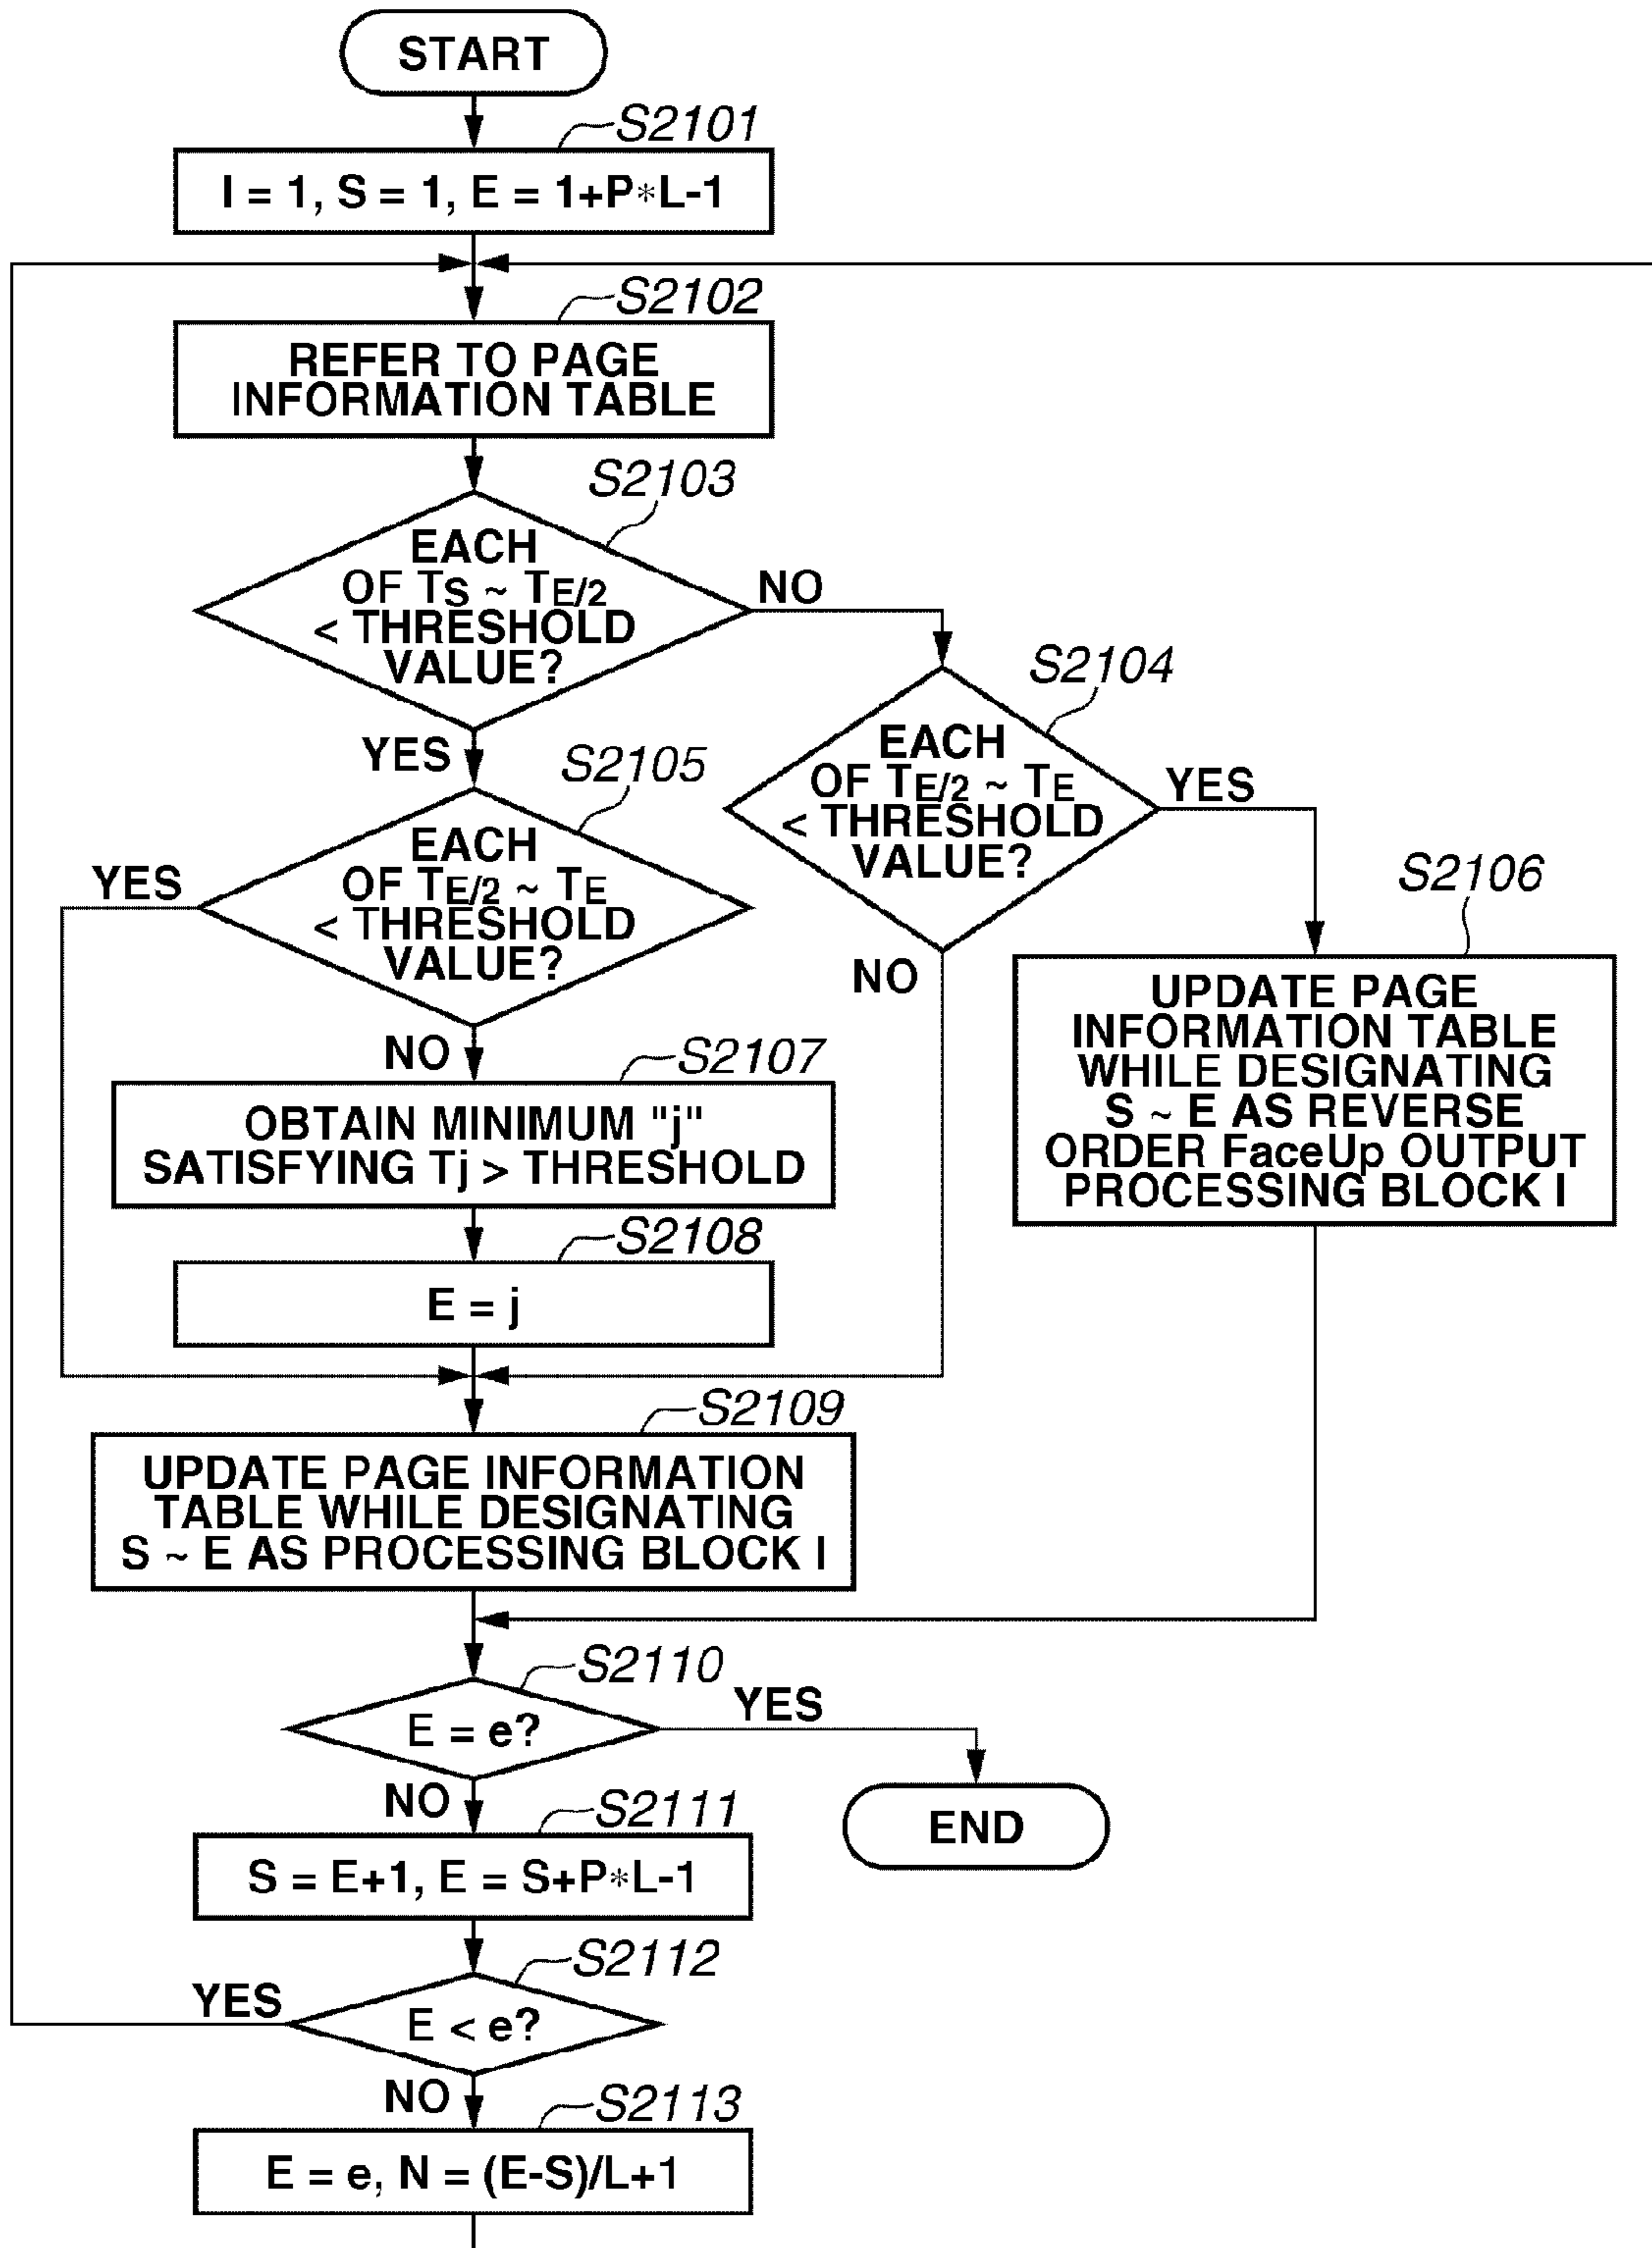 START
S2101
I = 1, S = 1, E = 1+P*L-1
S2102
REFER TO PAGE
INFORMATION TABLE
S2103
EACH
OF TS ~ TE/2
< THRESHOLD
VALUE?
NO
YES
S2104
EACH
OF TE/2 ~ TE
< THRESHOLD
VALUE?
YES
NO
S2105
EACH
OF TE/2 ~ TE
< THRESHOLD
VALUE?
YES
NO
S2106
UPDATE PAGE
INFORMATION TABLE
WHILE DESIGNATING
S ~ E AS REVERSE
ORDER FaceUp OUTPUT
PROCESSING BLOCK I
S2107
OBTAIN MINIMUM "j"
SATISFYING Tj > THRESHOLD
S2108
E = j
S2109
UPDATE PAGE INFORMATION
TABLE WHILE DESIGNATING
S ~ E AS PROCESSING BLOCK I
S2110
E = e?
YES
END
NO
S2111
S = E+1, E = S+P*L-1
S2112
E < e?
YES
NO
S2113
E = e, N = (E-S)/L+1